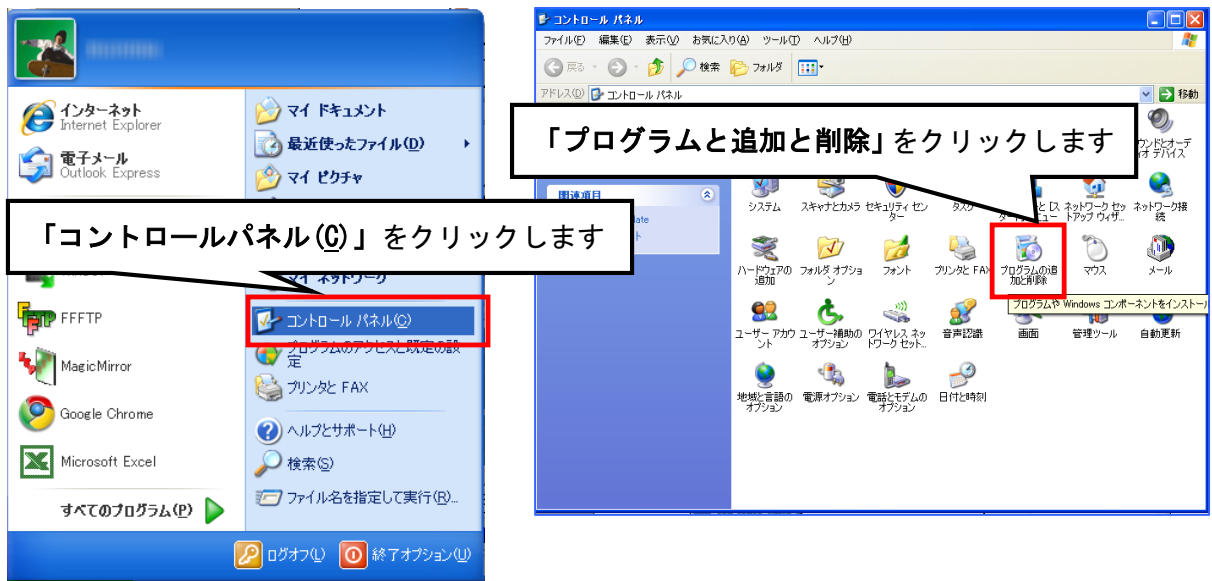 インターネット
Internet Explorer
電子メール
Outlook Express
FFFTP
MagicMirror
Google Chrome
Microsoft Excel
すべてのプログラム(P)
マイ ドキュメント
最近使ったファイル(D)
マイ ピクチャ
「コントロールパネル(C)」をクリックします
マイ ネットワーク
コントロール パネル(C)
プログラムのアクセスと既定の設
定
プリンタと FAX
ヘルプとサポート(H)
検索(S)
ファイル名を指定して実行(R)...
ログオフ(L)
終了オプション(U)
コントロール パネル
ファイル(F) 編集(E) 表示(V) お気に入り(A) ツール(T) ヘルプ(H)
戻る 検索 フォルダ
アドレス(D) コントロール パネル 移動
「プログラムと追加と削除」をクリックします
ウンドとオーデ
ィオ デバイス
関連項目
システム
スキャナとカメラ
セキュリティ セン
ター
タスク
ネットワーク セッ
トアップ ウィザ...
ネットワーク接
続
ハードウェアの
追加
フォルダ オプショ
ン
フォント
プリンタと FAX
プログラムの追
加と削除
マウス
メール
プログラムや Windows コンポーネントをインストー
ユーザー アカウ
ント
ユーザー補助の
オプション
ワイヤレス ネッ
トワーク セット...
音声認識
画面
管理ツール
自動更新
地域と言語の
オプション
電源オプション
電話とモデムの
オプション
日付と時刻